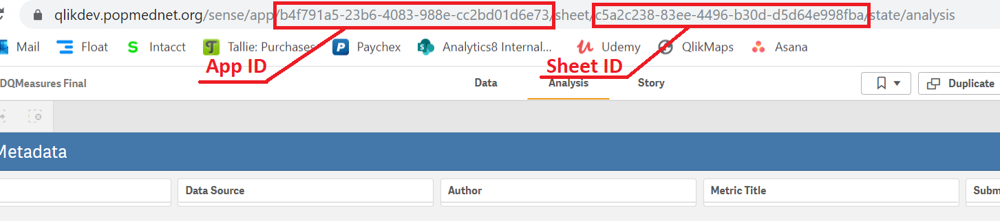 qlikdev.popmednet.org/sense/app/b4f791a5-23b6-4083-988e-cc2bd01d6e73/sheet/c5a2c238-83ee-4496-b30d-d5d64e998fba/state/analysis
Mail Float S Intacct Tallie: Purchases P Paychex S Analytics8 Internal... Udemy QlikMaps Asana
App ID Sheet ID
DQMeasures Final Data Analysis Story Duplicate
Metadata
Data Source Author Metric Title Subm